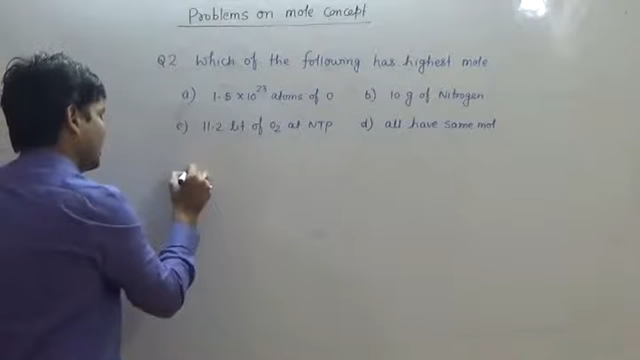 Problems on mole Concept
Q2 Which of the following has highest mole
a) 1.5 × 10²³ atoms of O b) 10 g of Nitrogen
c) 11.2 lt of O₂ at NTP d) all have same mol